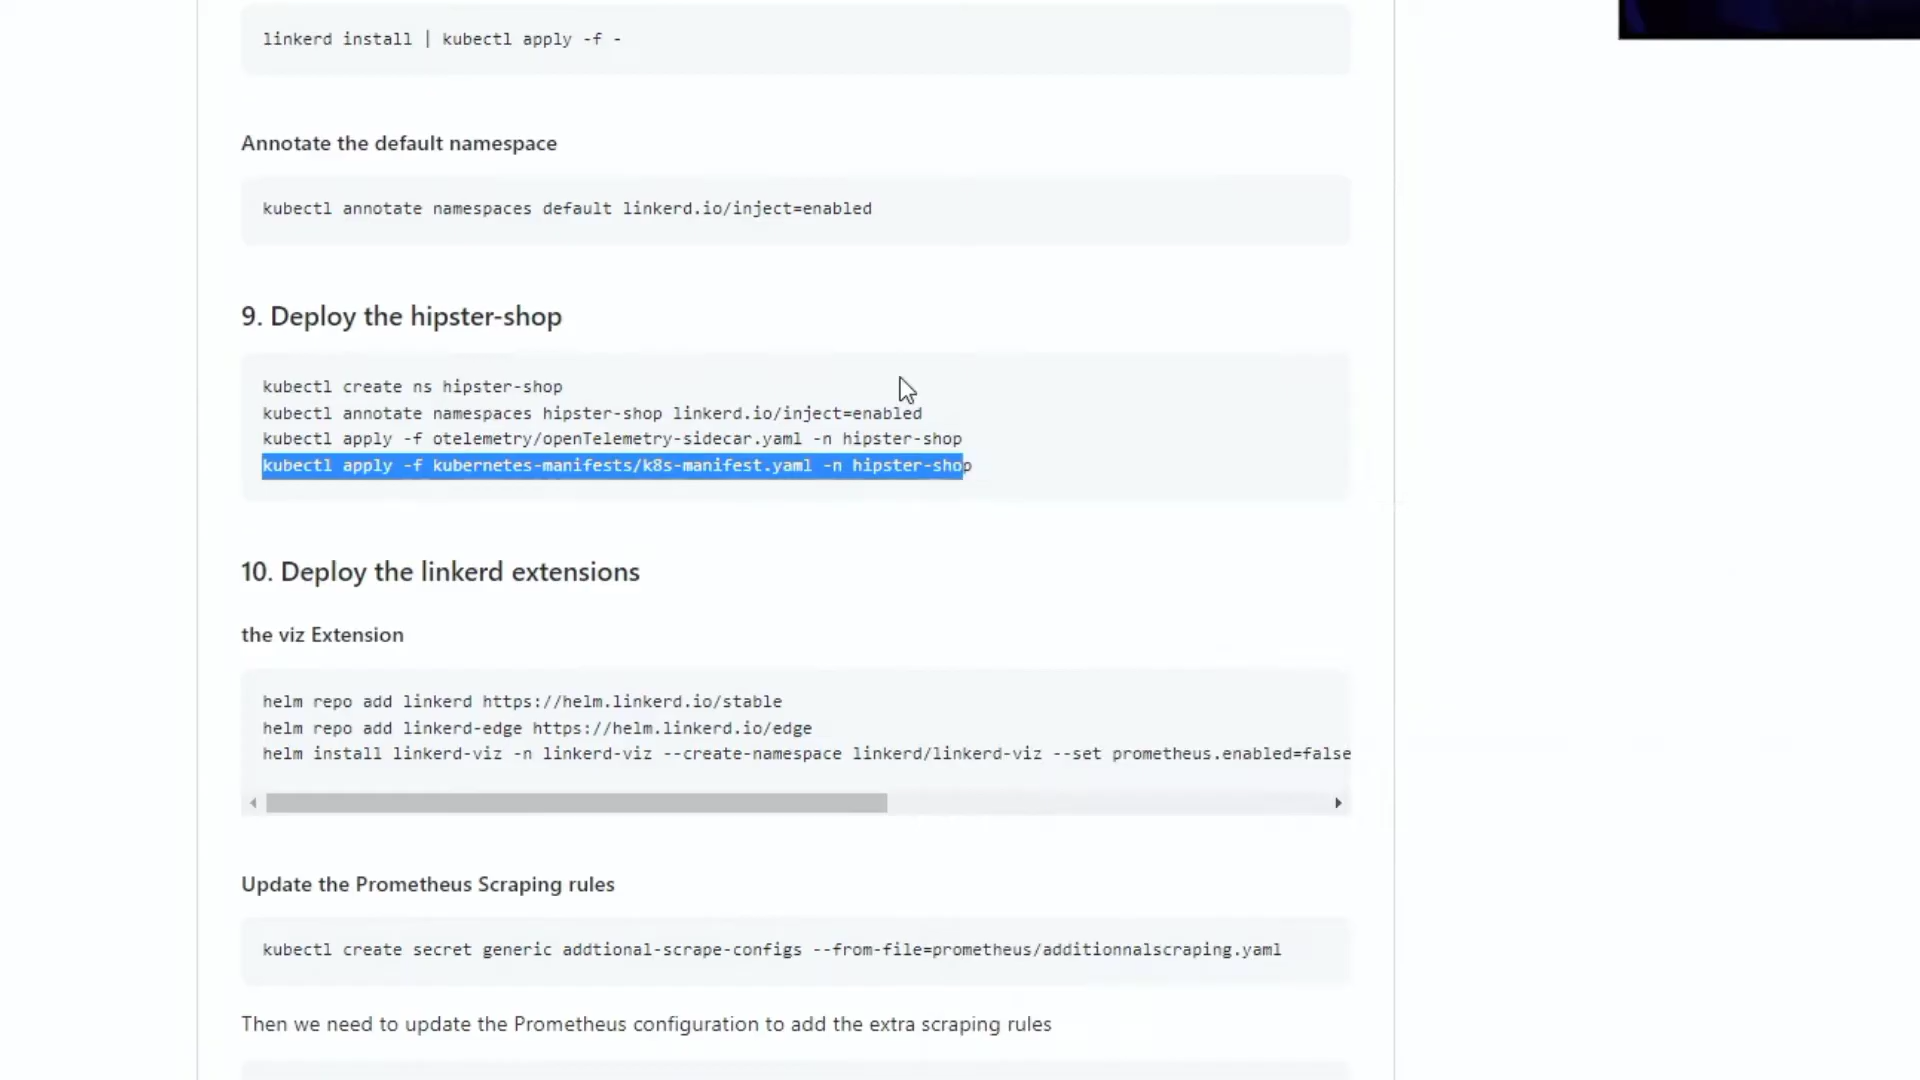 linkerd install | kubectl apply -f -
Annotate the default namespace
kubectl annotate namespaces default linkerd.io/inject=enabled
9. Deploy the hipster-shop
kubectl create ns hipster-shop
kubectl annotate namespaces hipster-shop linkerd.io/inject=enabled
kubectl apply -f otelemetry/openTelemetry-sidecar.yaml -n hipster-shop
kubectl apply -f kubernetes-manifests/k8s-manifest.yaml -n hipster-shop
10. Deploy the linkerd extensions
the viz Extension
helm repo add linkerd https://helm.linkerd.io/stable
helm repo add linkerd-edge https://helm.linkerd.io/edge
helm install linkerd-viz -n linkerd-viz --create-namespace linkerd/linkerd-viz --set prometheus.enabled=false
Update the Prometheus Scraping rules
kubectl create secret generic addtional-scrape-configs --from-file=prometheus/additionnalscraping.yaml
Then we need to update the Prometheus configuration to add the extra scraping rules